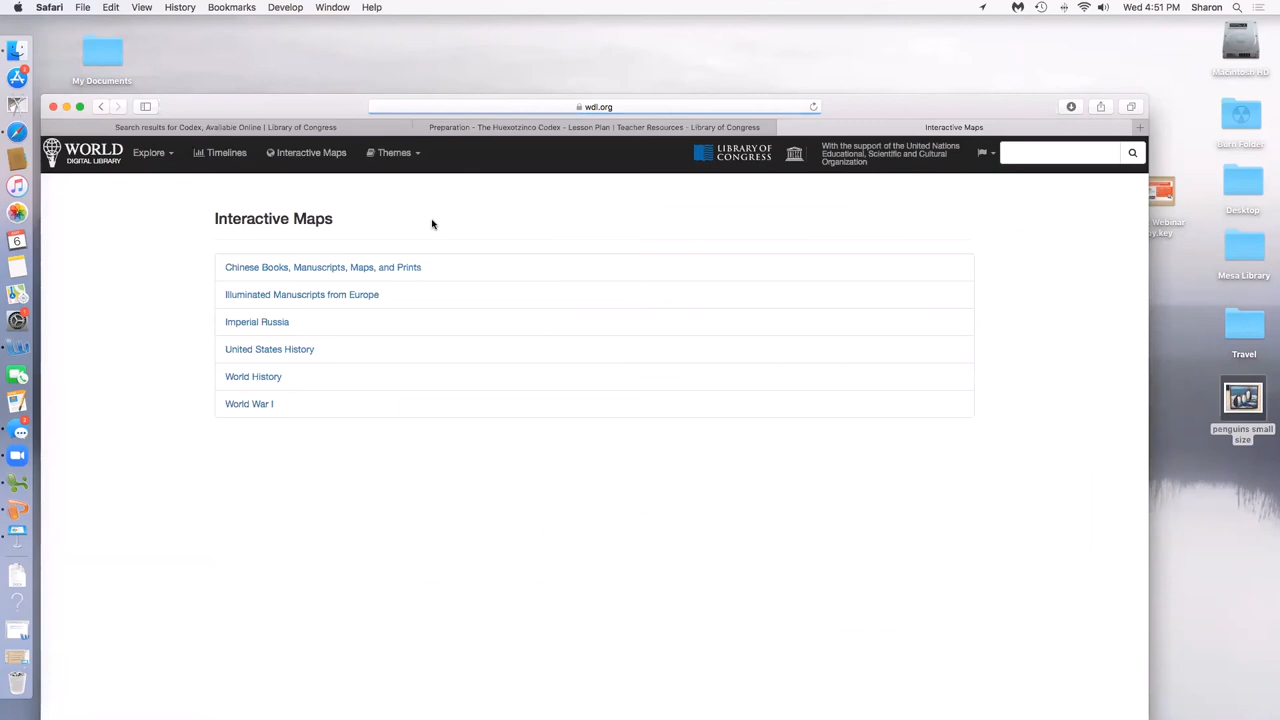 Safari File Edit View History Bookmarks Develop Window Help
Wed 4:51 PM Sharon
My Documents
Macintosh HD
wdl.org
Search results for Codex, Available Online | Library of Congress
Preparation - The Huexotzinco Codex - Lesson Plan | Teacher Resources - Library of Congress
Interactive Maps
Burn Folder
WORLD
DIGITAL LIBRARY
Explore
Timelines
Interactive Maps
Themes
LIBRARY OF
CONGRESS
With the support of the United Nations
Educational, Scientific and Cultural
Organization
Interactive Maps
Desktop
Webinar
by.key
Chinese Books, Manuscripts, Maps, and Prints
Mesa Library
Illuminated Manuscripts from Europe
Imperial Russia
United States History
Travel
World History
World War I
penguins small
size
6